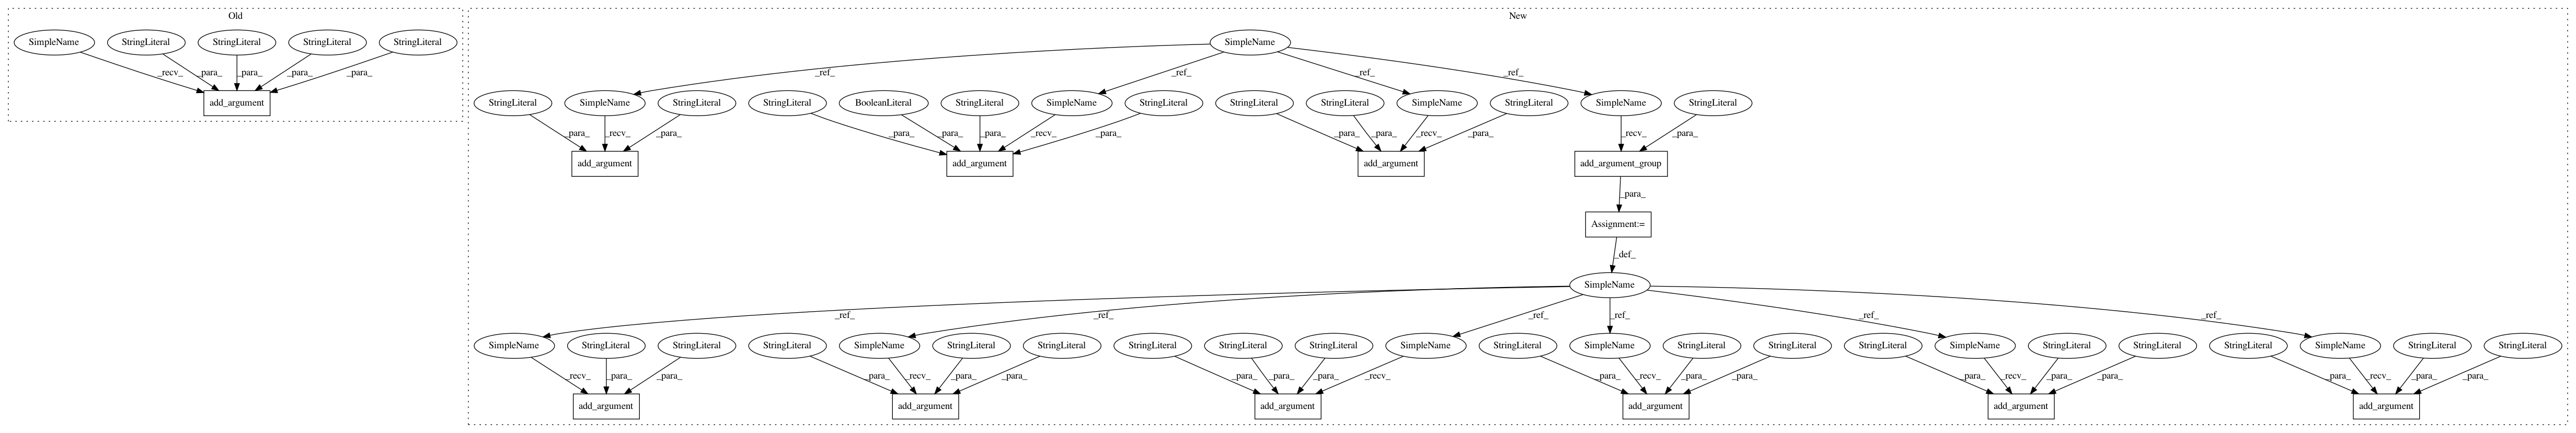 Old New
SimpleName
SimpleName StringLiteral StringLiteral StringLiteral StringLiteral
_ref_ _ref_ _ref_ _ref_
_recv_ _para_ _para_ _para_ _para_
add_argument
StringLiteral SimpleName StringLiteral StringLiteral BooleanLiteral StringLiteral SimpleName StringLiteral StringLiteral StringLiteral SimpleName StringLiteral SimpleName StringLiteral
_para_ _recv_ _para_ _para_ _para_ _para_ _recv_ _para_ _para_ _para_ _recv_ _para_ _recv_ _para_
add_argument add_argument add_argument add_argument_group
_para_
Assignment:=
_def_
SimpleName
_ref_ _ref_ _ref_ _ref_ _ref_ _ref_
SimpleName StringLiteral StringLiteral StringLiteral SimpleName StringLiteral StringLiteral StringLiteral StringLiteral StringLiteral SimpleName StringLiteral SimpleName StringLiteral StringLiteral StringLiteral SimpleName StringLiteral StringLiteral StringLiteral SimpleName StringLiteral StringLiteral
_recv_ _para_ _para_ _para_ _recv_ _para_ _para_ _para_ _para_ _para_ _recv_ _para_ _recv_ _para_ _para_ _para_ _recv_ _para_ _para_ _para_ _recv_ _para_ _para_
add_argument add_argument add_argument add_argument add_argument add_argument